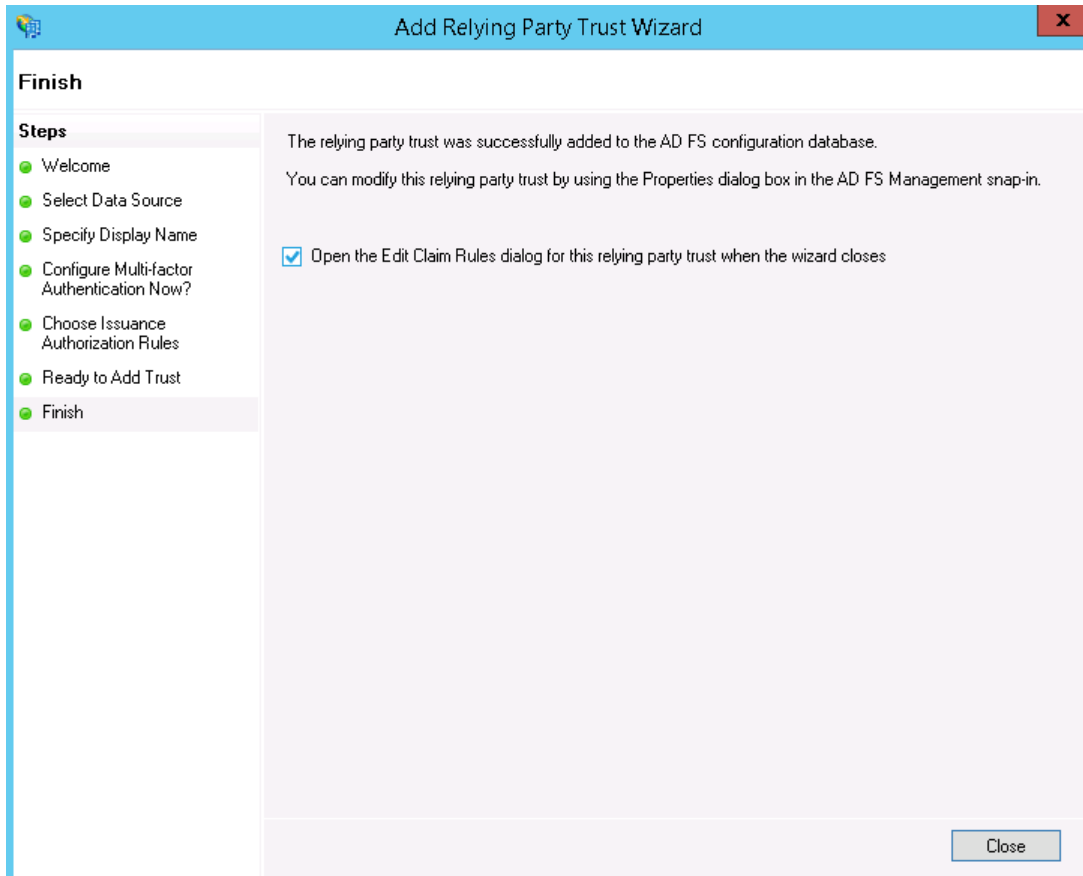 Add Relying Party Trust Wizard
x
Finish
Steps
Welcome
Select Data Source
Specify Display Name
Configure Multi-factor
Authentication Now?
Choose Issuance
Authorization Rules
Ready to Add Trust
Finish
The relying party trust was successfully added to the AD FS configuration database.
You can modify this relying party trust by using the Properties dialog box in the AD FS Management snap-in.
Open the Edit Claim Rules dialog for this relying party trust when the wizard closes
Close